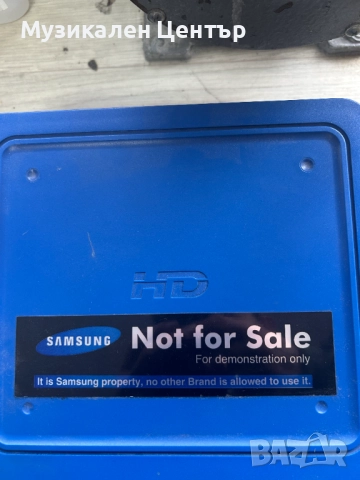 Музикален Център
HD
SAMSUNG
Not for Sale
For demonstration only
It is Samsung property, no other Brand is allowed to use it.
BAZAR